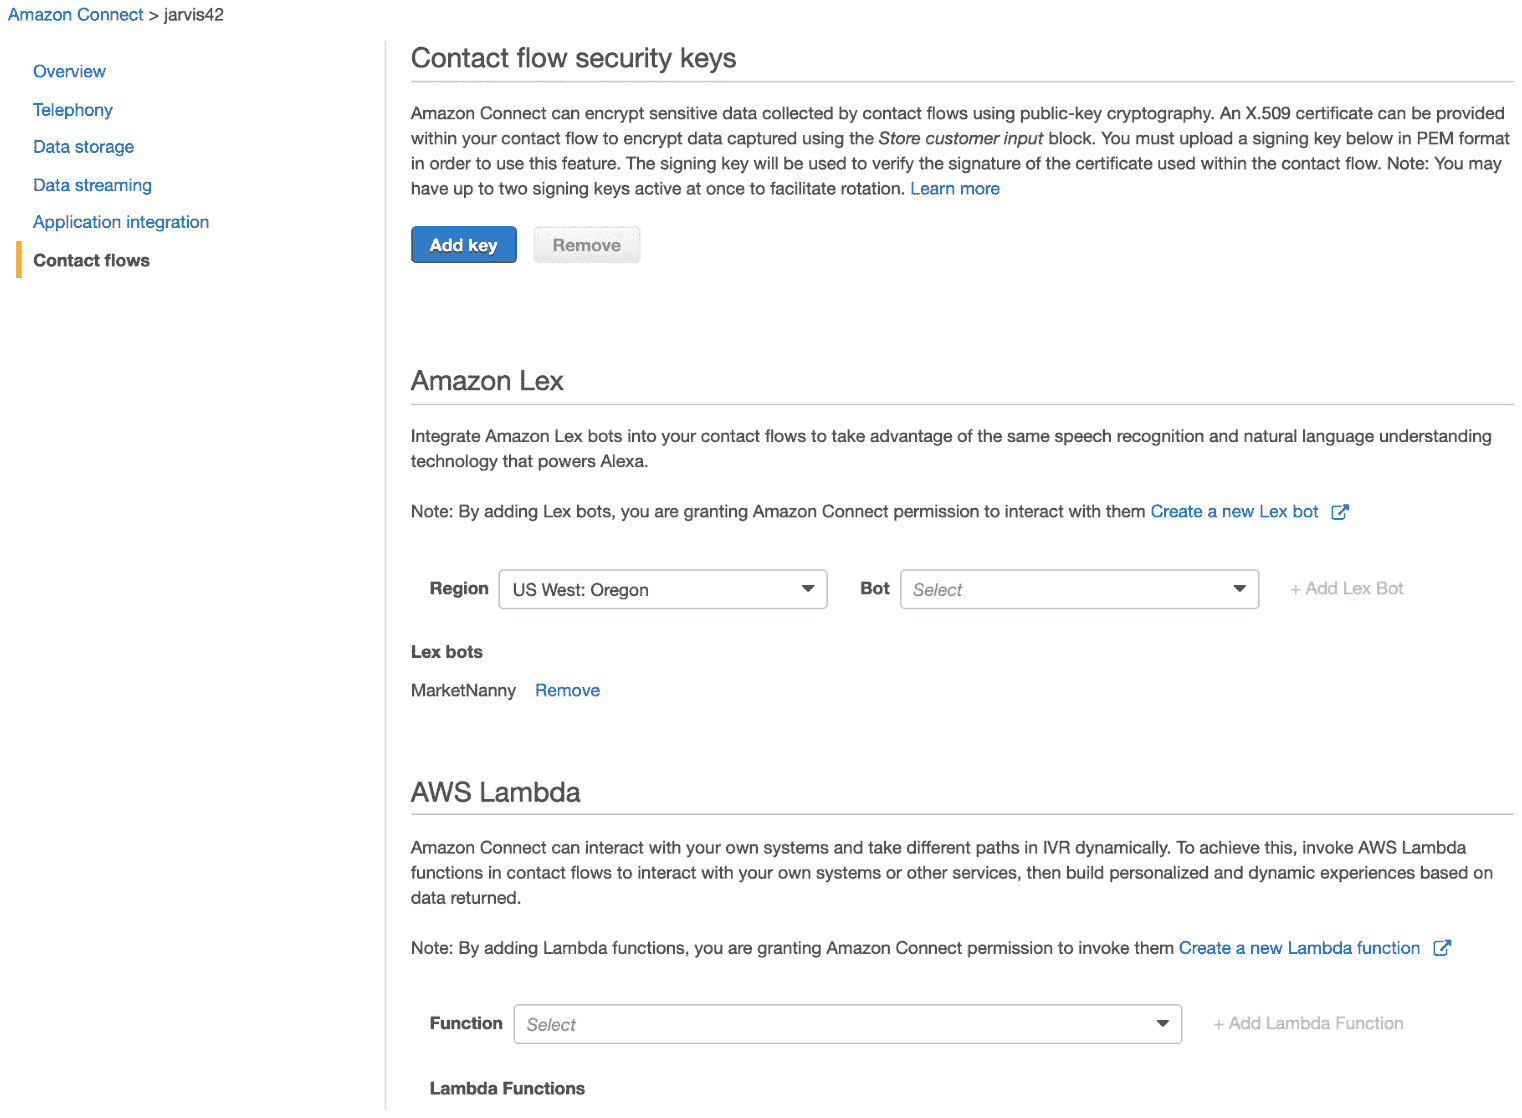 Amazon Connect > jarvis42
Overview
Telephony
Data storage
Data streaming
Application integration
Contact flows
Contact flow security keys
Amazon Connect can encrypt sensitive data collected by contact flows using public-key cryptography. An X.509 certificate can be provided
within your contact flow to encrypt data captured using the Store customer input block. You must upload a signing key below in PEM format
in order to use this feature. The signing key will be used to verify the signature of the certificate used within the contact flow. Note: You may
have up to two signing keys active at once to facilitate rotation. Learn more
Add key Remove
Amazon Lex
Integrate Amazon Lex bots into your contact flows to take advantage of the same speech recognition and natural language understanding
technology that powers Alexa.
Note: By adding Lex bots, you are granting Amazon Connect permission to interact with them Create a new Lex bot
Region US West: Oregon Bot Select + Add Lex Bot
Lex bots
MarketNanny Remove
AWS Lambda
Amazon Connect can interact with your own systems and take different paths in IVR dynamically. To achieve this, invoke AWS Lambda
functions in contact flows to interact with your own systems or other services, then build personalized and dynamic experiences based on
data returned.
Note: By adding Lambda functions, you are granting Amazon Connect permission to invoke them Create a new Lambda function
Function Select + Add Lambda Function
Lambda Functions